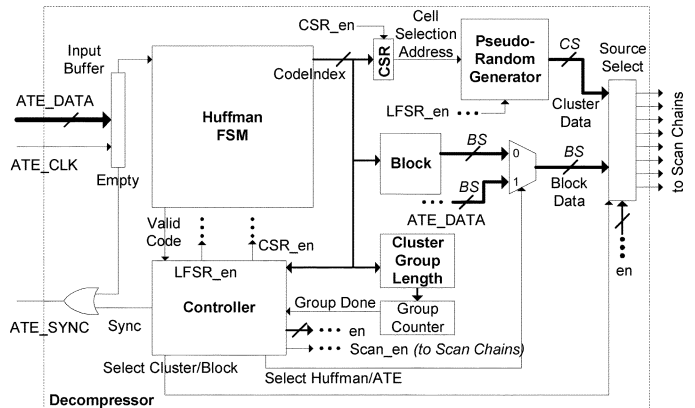 CSR_en
Cell
Selection
Address
Input
Buffer
CodeIndex
CSR
Pseudo-
Random
Generator
CS
Source
Select
ATE_DATA
Huffman
FSM
LFSR_en
Cluster
Data
to Scan Chains
ATE_CLK
Empty
Block
BS
0
BS
1
BS
Block
Data
ATE_DATA
Valid
Code
CSR_en
LFSR_en
Cluster
Group
Length
en
Controller
Group Done
Group
Counter
ATE_SYNC
Sync
en
Scan_en (to Scan Chains)
Select Cluster/Block
Select Huffman/ATE
Decompressor